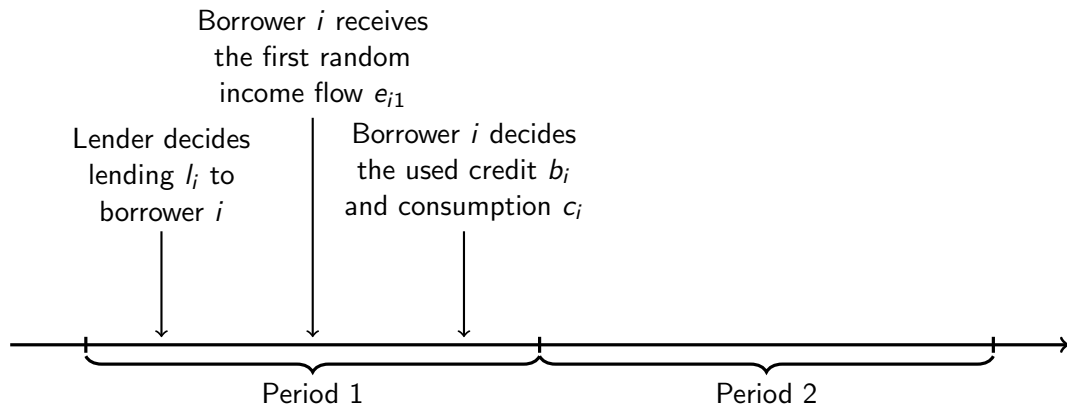 Borrower i receives
the first random
income flow e_{i1}
Lender decides
lending l_i to
borrower i
Borrower i decides
the used credit b_i
and consumption c_i
Period 1
Period 2